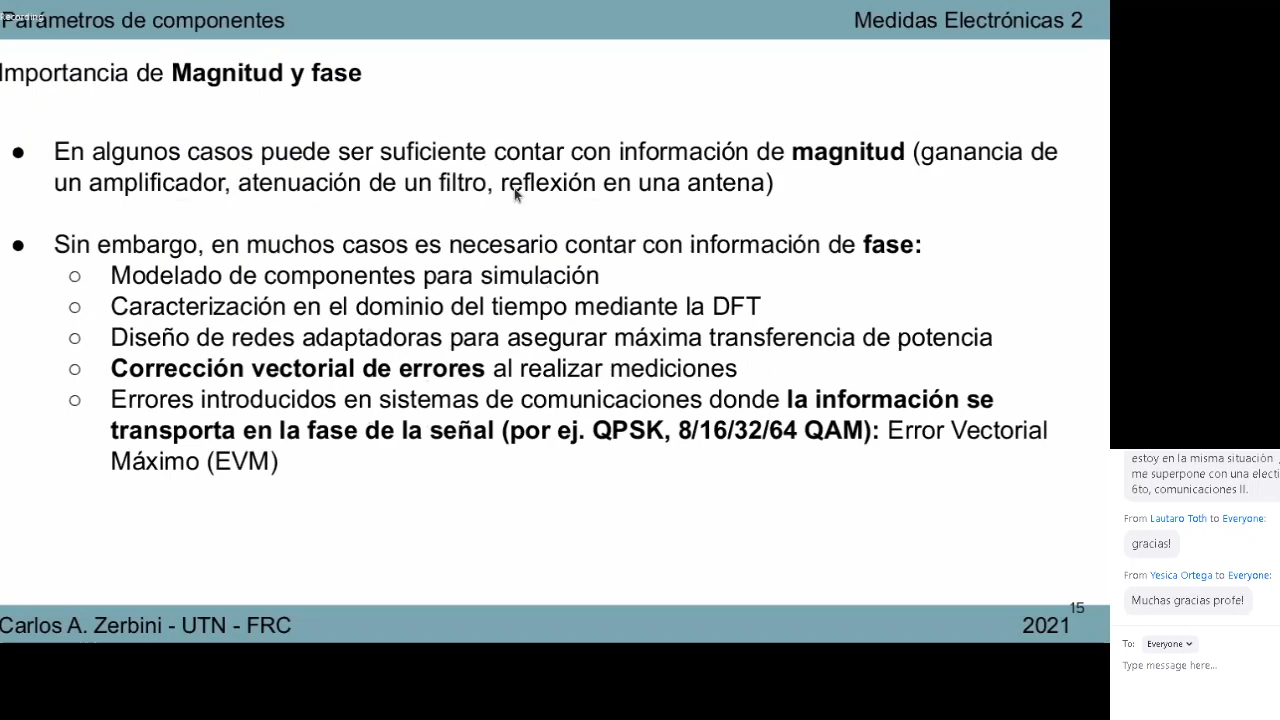 Recording
Parámetros de componentes
Medidas Electrónicas 2
Importancia de Magnitud y fase
● En algunos casos puede ser suficiente contar con información de magnitud (ganancia de
un amplificador, atenuación de un filtro, reflexión en una antena)
● Sin embargo, en muchos casos es necesario contar con información de fase:
○ Modelado de componentes para simulación
○ Caracterización en el dominio del tiempo mediante la DFT
○ Diseño de redes adaptadoras para asegurar máxima transferencia de potencia
○ Corrección vectorial de errores al realizar mediciones
○ Errores introducidos en sistemas de comunicaciones donde la información se
transporta en la fase de la señal (por ej. QPSK, 8/16/32/64 QAM): Error Vectorial
Máximo (EVM)
15
Carlos A. Zerbini - UTN - FRC
2021
estoy en la misma situación
me superpone con una electi
6to, comunicaciones II.
From Lautaro Toth to Everyone:
gracias!
From Yesica Ortega to Everyone:
Muchas gracias profe!
To: Everyone
Type message here...